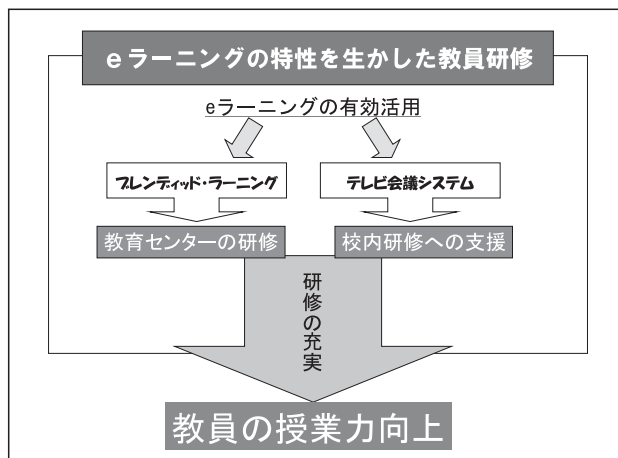 eラーニングの特性を生かした教員研修
eラーニングの有効活用
ブレンディッド・ラーニング
テレビ会議システム
教育センターの研修
校内研修への支援
研修の充実
教員の授業力向上